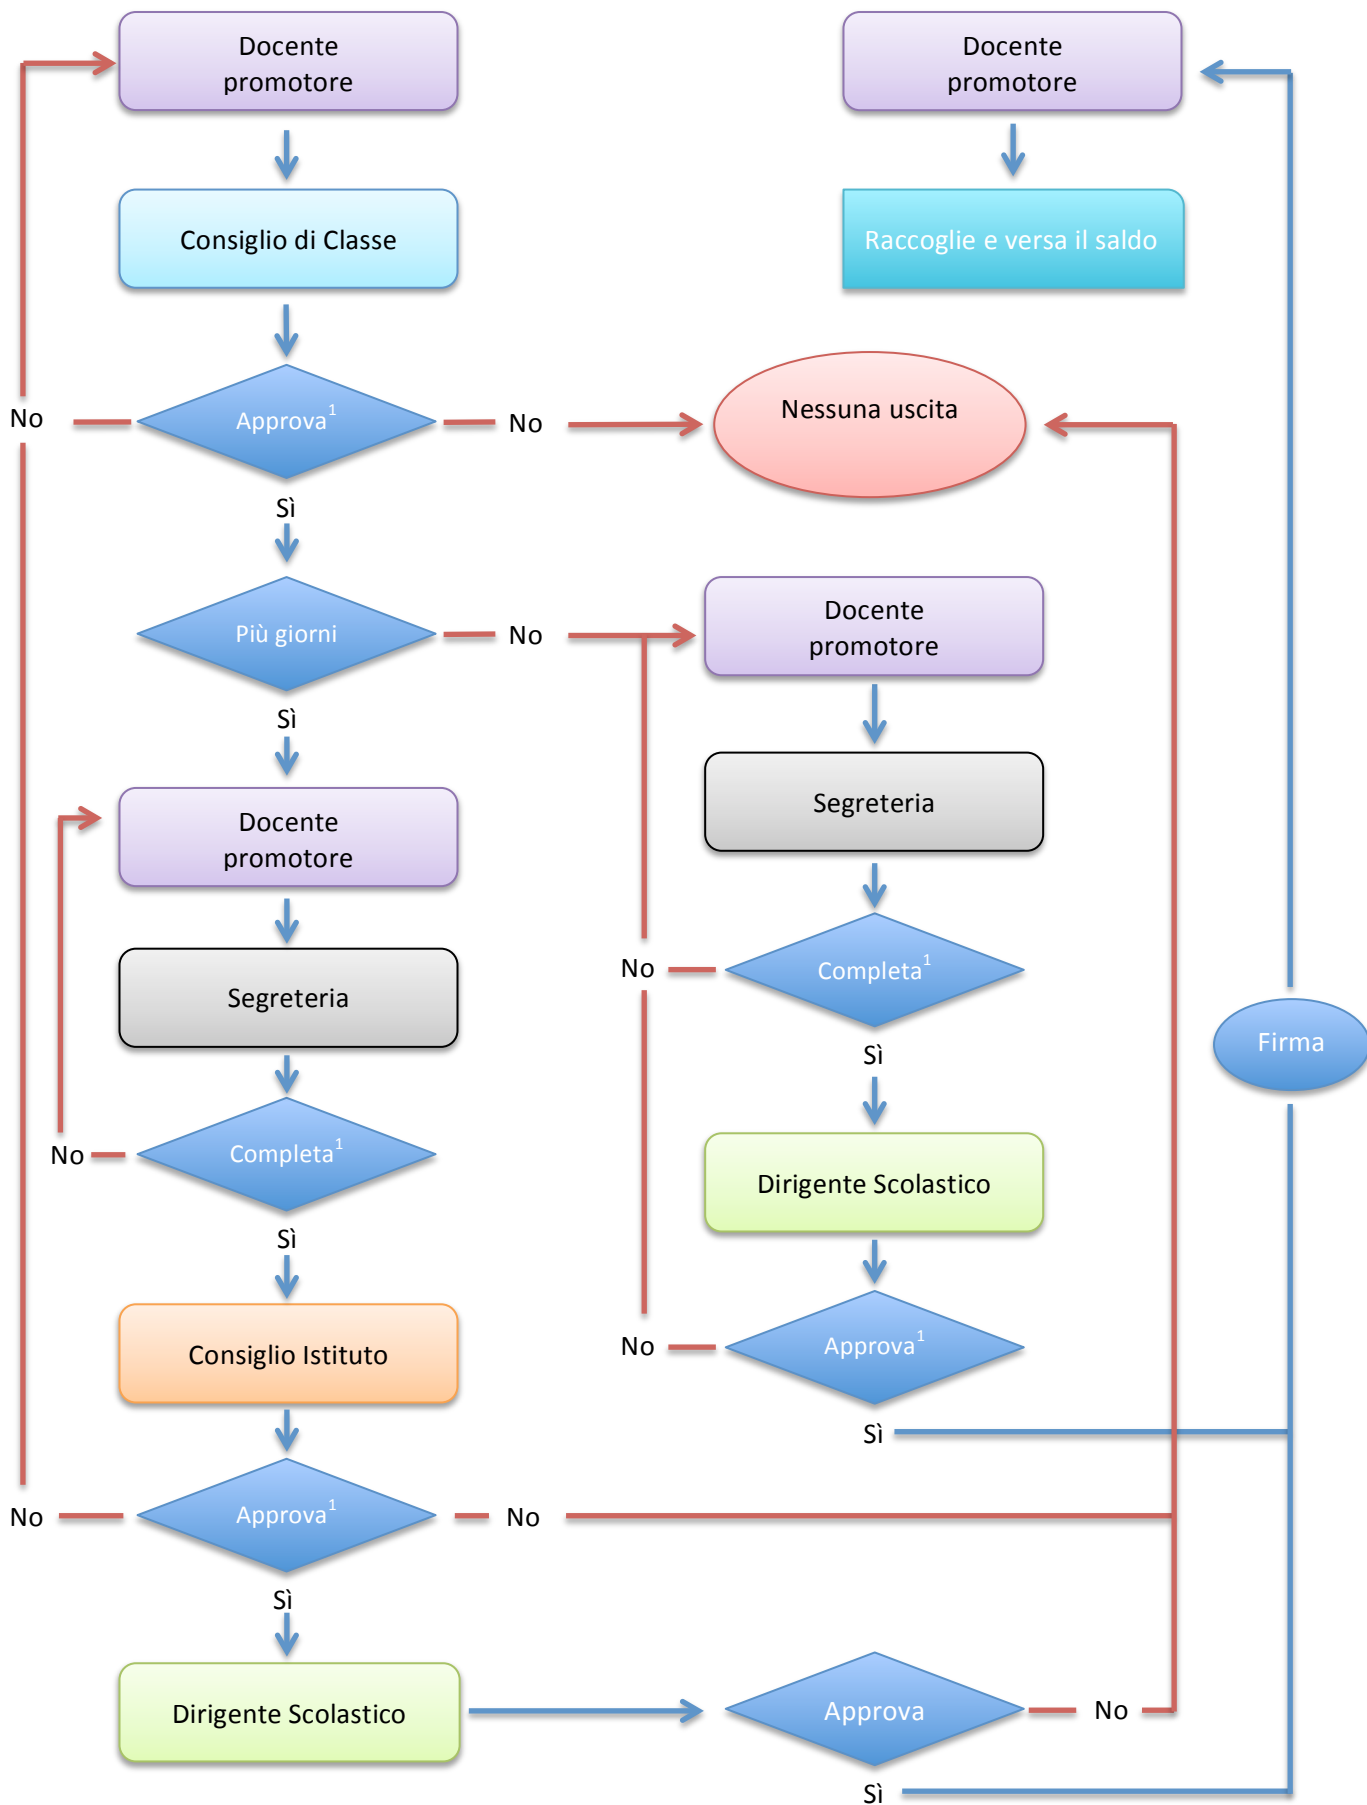 Docente
promotore
Docente
promotore
Consiglio di Classe
Raccoglie e versa il saldo
No
Approva¹
No
Nessuna uscita
Sì
Più giorni
No
Docente
promotore
Sì
Segreteria
Docente
promotore
No
Completa¹
Segreteria
Sì
Firma
No
Completa¹
Dirigente Scolastico
Sì
Consiglio Istituto
No
Approva¹
Sì
No
Approva¹
No
Sì
Dirigente Scolastico
Approva
No
Sì